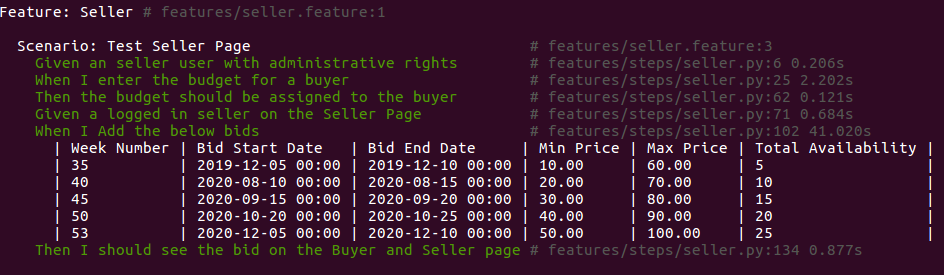 Feature: Seller # features/seller.feature:1
Scenario: Test Seller Page # features/seller.feature:3
Given an seller user with administrative rights # features/steps/seller.py:6 0.206s
When I enter the budget for a buyer # features/steps/seller.py:25 2.202s
Then the budget should be assigned to the buyer # features/steps/seller.py:62 0.121s
Given a logged in seller on the Seller Page # features/steps/seller.py:71 0.684s
When I Add the below bids # features/steps/seller.py:102 41.020s
| Week Number | Bid Start Date | Bid End Date | Min Price | Max Price | Total Availability |
| 35 | 2019-12-05 00:00 | 2019-12-10 00:00 | 10.00 | 60.00 | 5 |
| 40 | 2020-08-10 00:00 | 2020-08-15 00:00 | 20.00 | 70.00 | 10 |
| 45 | 2020-09-15 00:00 | 2020-09-20 00:00 | 30.00 | 80.00 | 15 |
| 50 | 2020-10-20 00:00 | 2020-10-25 00:00 | 40.00 | 90.00 | 20 |
| 53 | 2020-12-05 00:00 | 2020-12-10 00:00 | 50.00 | 100.00 | 25 |
Then I should see the bid on the Buyer and Seller page # features/steps/seller.py:134 0.877s